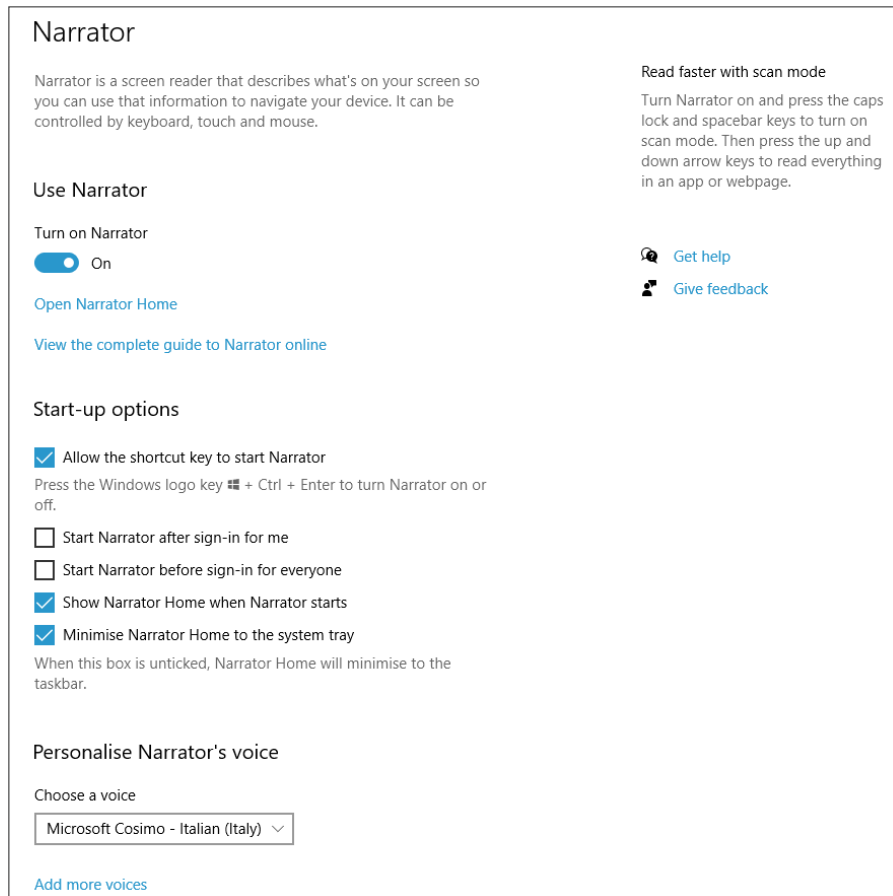 Narrator
Narrator is a screen reader that describes what's on your screen so
you can use that information to navigate your device. It can be
controlled by keyboard, touch and mouse.
Use Narrator
Turn on Narrator
On
Open Narrator Home
View the complete guide to Narrator online
Start-up options
Allow the shortcut key to start Narrator
Press the Windows logo key + Ctrl + Enter to turn Narrator on or
off.
Start Narrator after sign-in for me
Start Narrator before sign-in for everyone
Show Narrator Home when Narrator starts
Minimise Narrator Home to the system tray
When this box is unticked, Narrator Home will minimise to the
taskbar.
Personalise Narrator's voice
Choose a voice
Microsoft Cosimo - Italian (Italy)
Add more voices
Read faster with scan mode
Turn Narrator on and press the caps
lock and spacebar keys to turn on
scan mode. Then press the up and
down arrow keys to read everything
in an app or webpage.
Get help
Give feedback